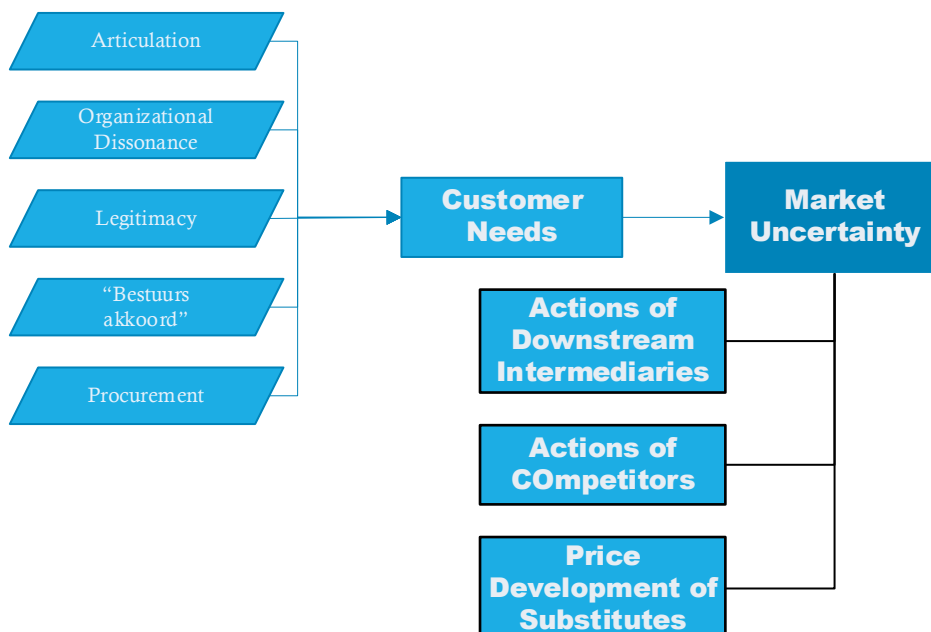 Articulation
Organizational
Dissonance
Legitimacy
“Bestuurs
akkoord”
Procurement
Customer
Needs
Market
Uncertainty
Actions of
Downstream
Intermediaries
Actions of
COmpetitors
Price
Development of
Substitutes